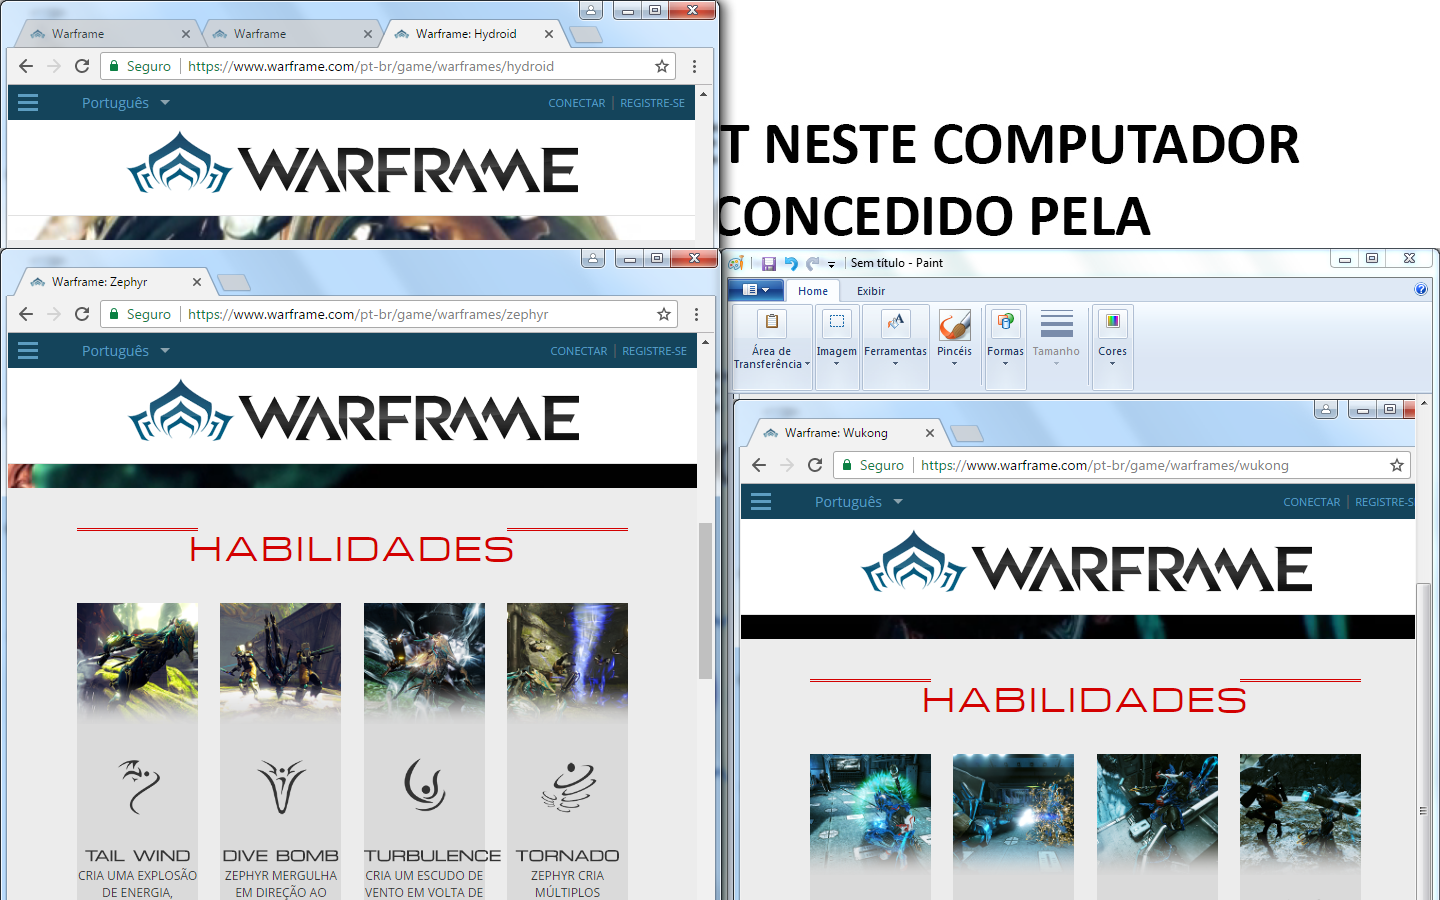 Warframe
Warframe
Warframe: Hydroid
Seguro
https://www.warframe.com/pt-br/game/warframes/hydroid
Português
CONECTAR
REGISTRE-SE
WARFRAME
T NESTE COMPUTADOR
CONCEDIDO PELA
Warframe: Zephyr
Seguro
https://www.warframe.com/pt-br/game/warframes/zephyr
Português
CONECTAR
REGISTRE-SE
WARFRAME
HABILIDADES
TAIL WIND
CRIA UMA EXPLOSÃO
DE ENERGIA,
DIVE BOMB
ZEPHYR MERGULHA
EM DIREÇÃO AO
TURBULENCE
CRIA UM ESCUDO DE
VENTO EM VOLTA DE
TORNADO
ZEPHYR CRIA
MÚLTIPLOS
Sem título - Paint
Home
Exibir
Área de
Transferência
Imagem
Ferramentas
Pincéis
Formas
Tamanho
Cores
Warframe: Wukong
Seguro
https://www.warframe.com/pt-br/game/warframes/wukong
Português
CONECTAR
REGISTRE-S
WARFRAME
HABILIDADES